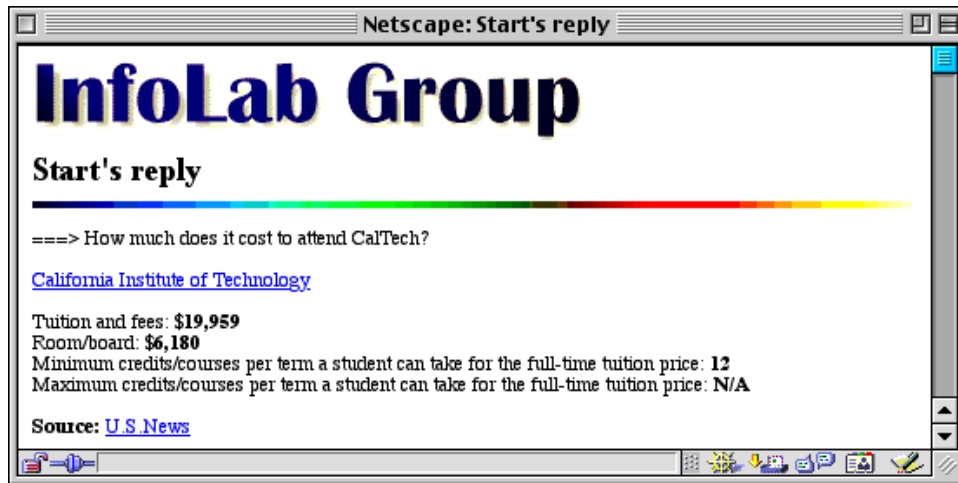 Netscape: Start's reply
InfoLab Group
Start's reply
===> How much does it cost to attend CalTech?
California Institute of Technology
Tuition and fees: $19,959
Room/board: $6,180
Minimum credits/courses per term a student can take for the full-time tuition price: 12
Maximum credits/courses per term a student can take for the full-time tuition price: N/A
Source: U.S.News